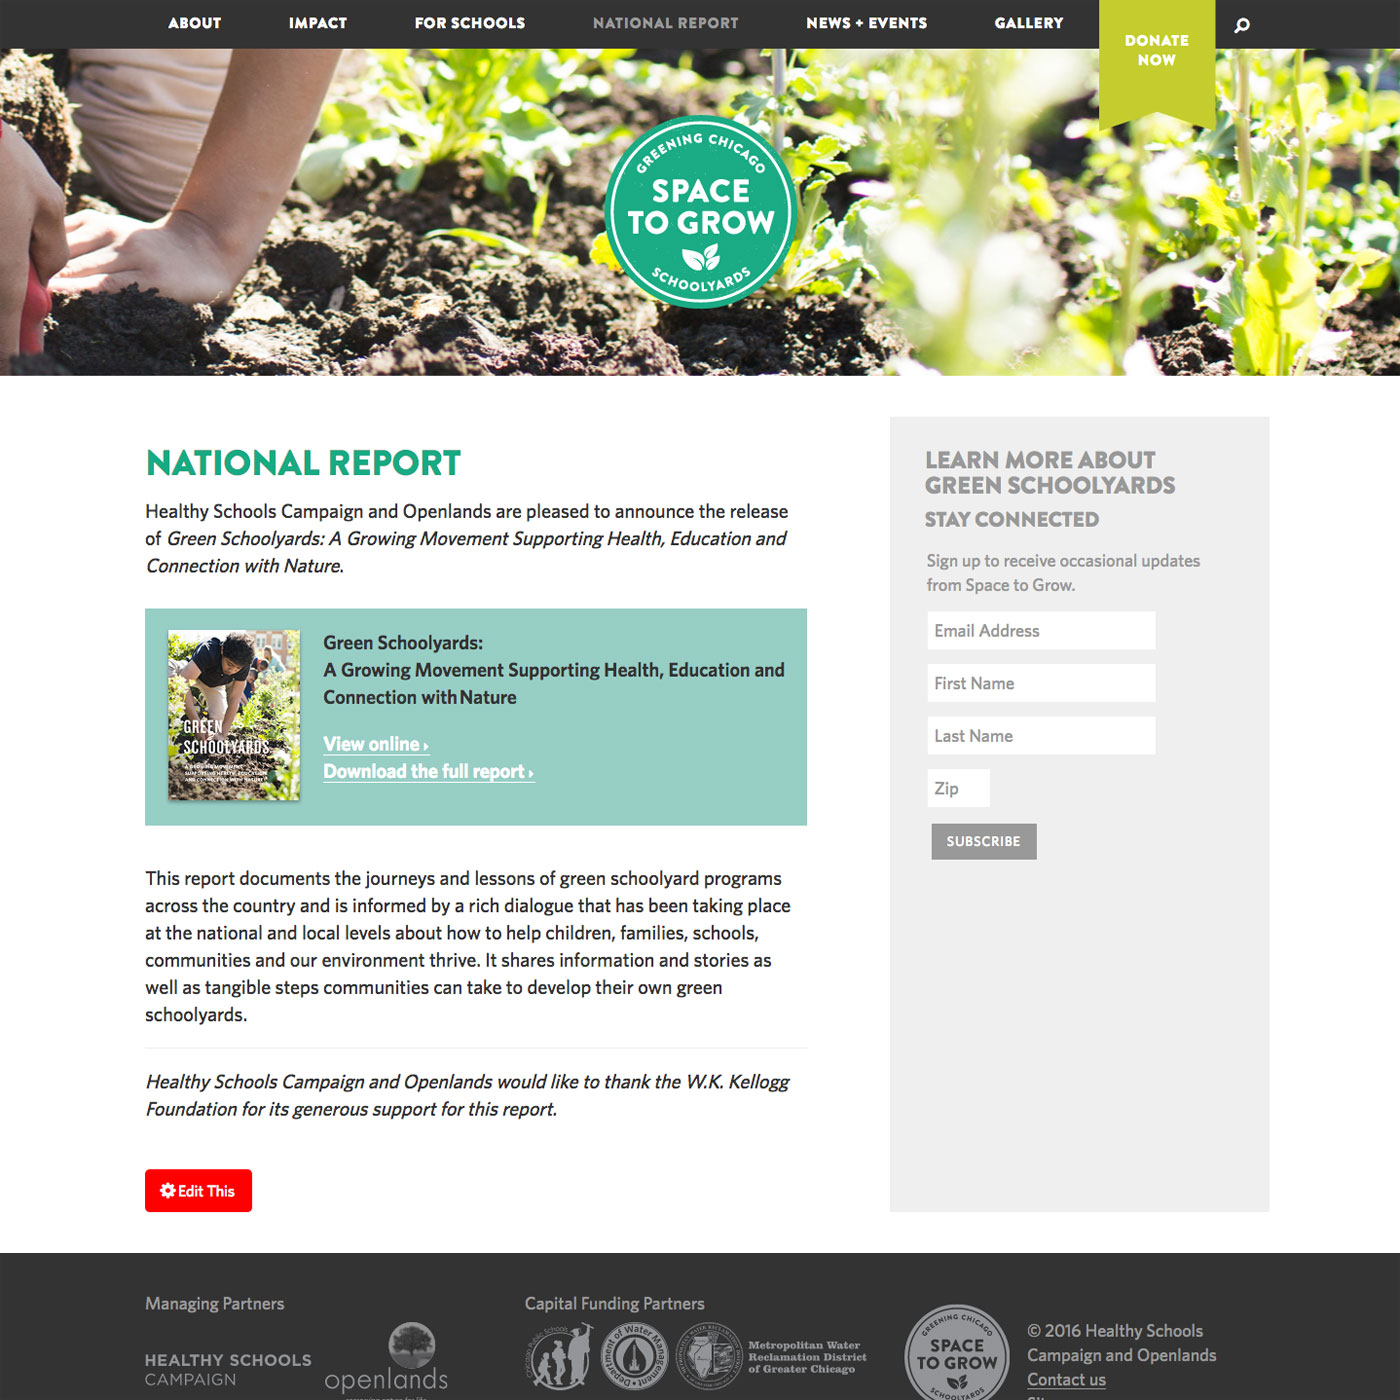 ABOUT IMPACT FOR SCHOOLS NATIONAL REPORT NEWS + EVENTS GALLERY
DONATE
NOW
GREENING CHICAGO
SPACE
TO GROW
SCHOOLYARDS
NATIONAL REPORT
Healthy Schools Campaign and Openlands are pleased to announce the release
of Green Schoolyards: A Growing Movement Supporting Health, Education and
Connection with Nature.
GREEN
SCHOOLYARDS
A GROWING MOVEMENT
SUPPORTING HEALTH, EDUCATION
AND CONNECTION WITH NATURE
Green Schoolyards:
A Growing Movement Supporting Health, Education and
Connection with Nature
View online ›
Download the full report ›
This report documents the journeys and lessons of green schoolyard programs
across the country and is informed by a rich dialogue that has been taking place
at the national and local levels about how to help children, families, schools,
communities and our environment thrive. It shares information and stories as
well as tangible steps communities can take to develop their own green
schoolyards.
Healthy Schools Campaign and Openlands would like to thank the W.K. Kellogg
Foundation for its generous support for this report.
Edit This
LEARN MORE ABOUT
GREEN SCHOOLYARDS
STAY CONNECTED
Sign up to receive occasional updates
from Space to Grow.
Email Address
First Name
Last Name
Zip
SUBSCRIBE
Managing Partners
HEALTHY SCHOOLS
CAMPAIGN
openlands
Capital Funding Partners
Chicago Public Schools
Department of Water Management
Metropolitan Water
Reclamation District
of Greater Chicago
GREENING CHICAGO
SPACE
TO GROW
SCHOOLYARDS
© 2016 Healthy Schools
Campaign and Openlands
Contact us